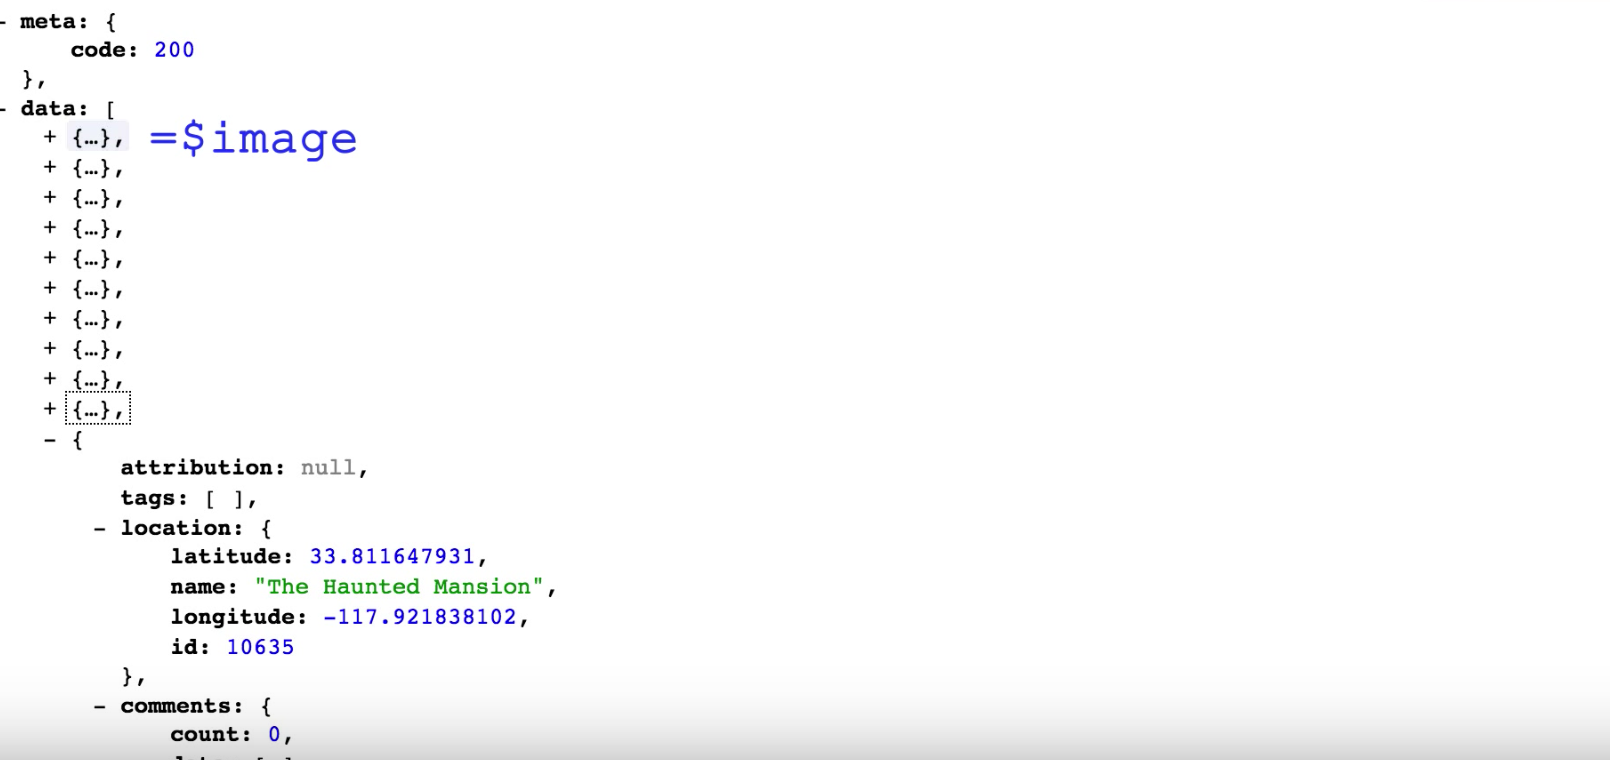 - meta: {
code: 200
},
- data: [
+ {…}, =$image
+ {…},
+ {…},
+ {…},
+ {…},
+ {…},
+ {…},
+ {…},
+ {…},
+ {…},
- {
attribution: null,
tags: [ ],
- location: {
latitude: 33.811647931,
name: "The Haunted Mansion",
longitude: -117.921838102,
id: 10635
},
- comments: {
count: 0,